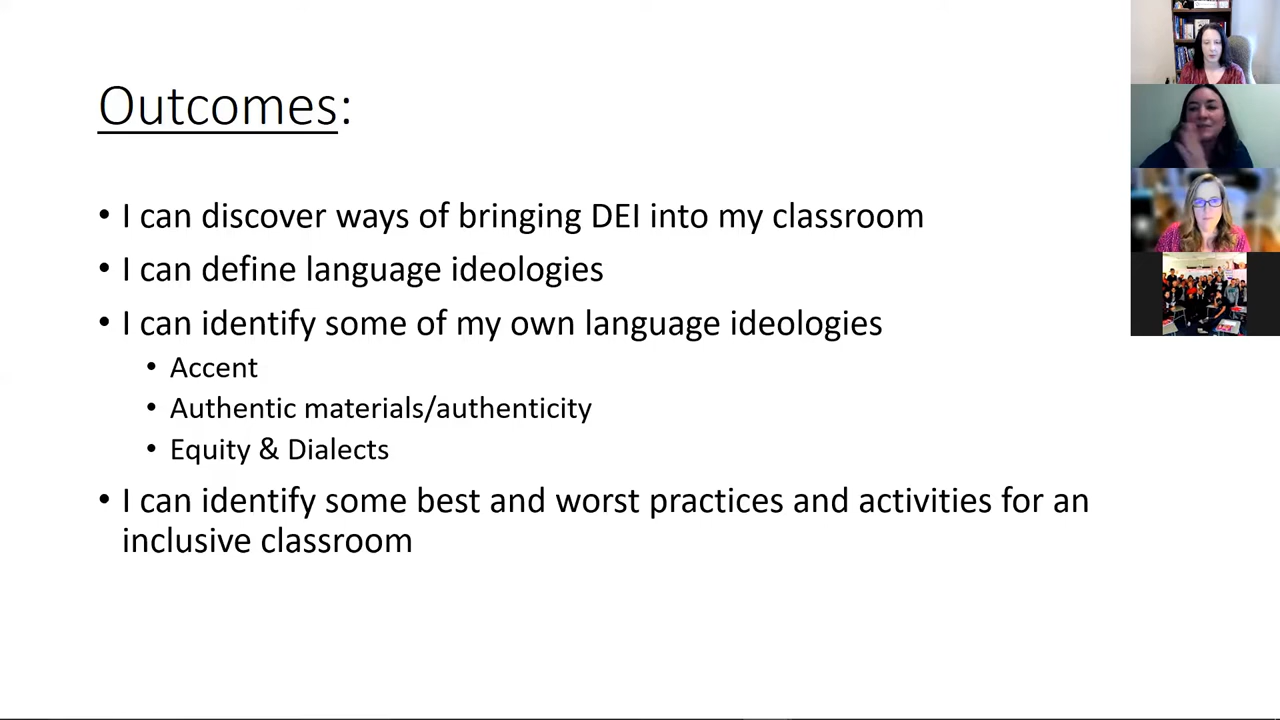 Outcomes:
• I can discover ways of bringing DEI into my classroom
• I can define language ideologies
• I can identify some of my own language ideologies
• Accent
• Authentic materials/authenticity
• Equity & Dialects
• I can identify some best and worst practices and activities for an
inclusive classroom